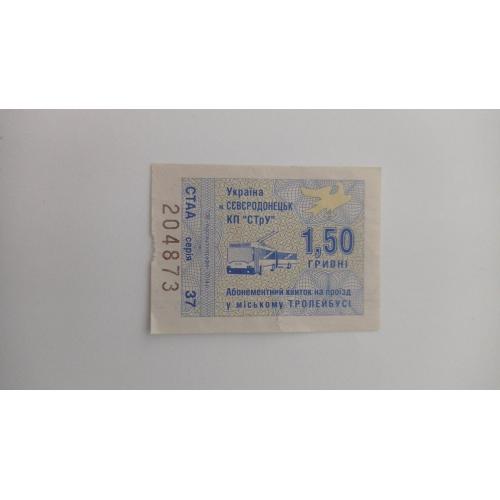 Україна
м. СЄВЄРОДОНЕЦЬК
КП "СТрУ"
1,50
ГРИВНІ
Абонементний квиток на проїзд
у міському ТРОЛЕЙБУСІ
СТАА серія 37
204873